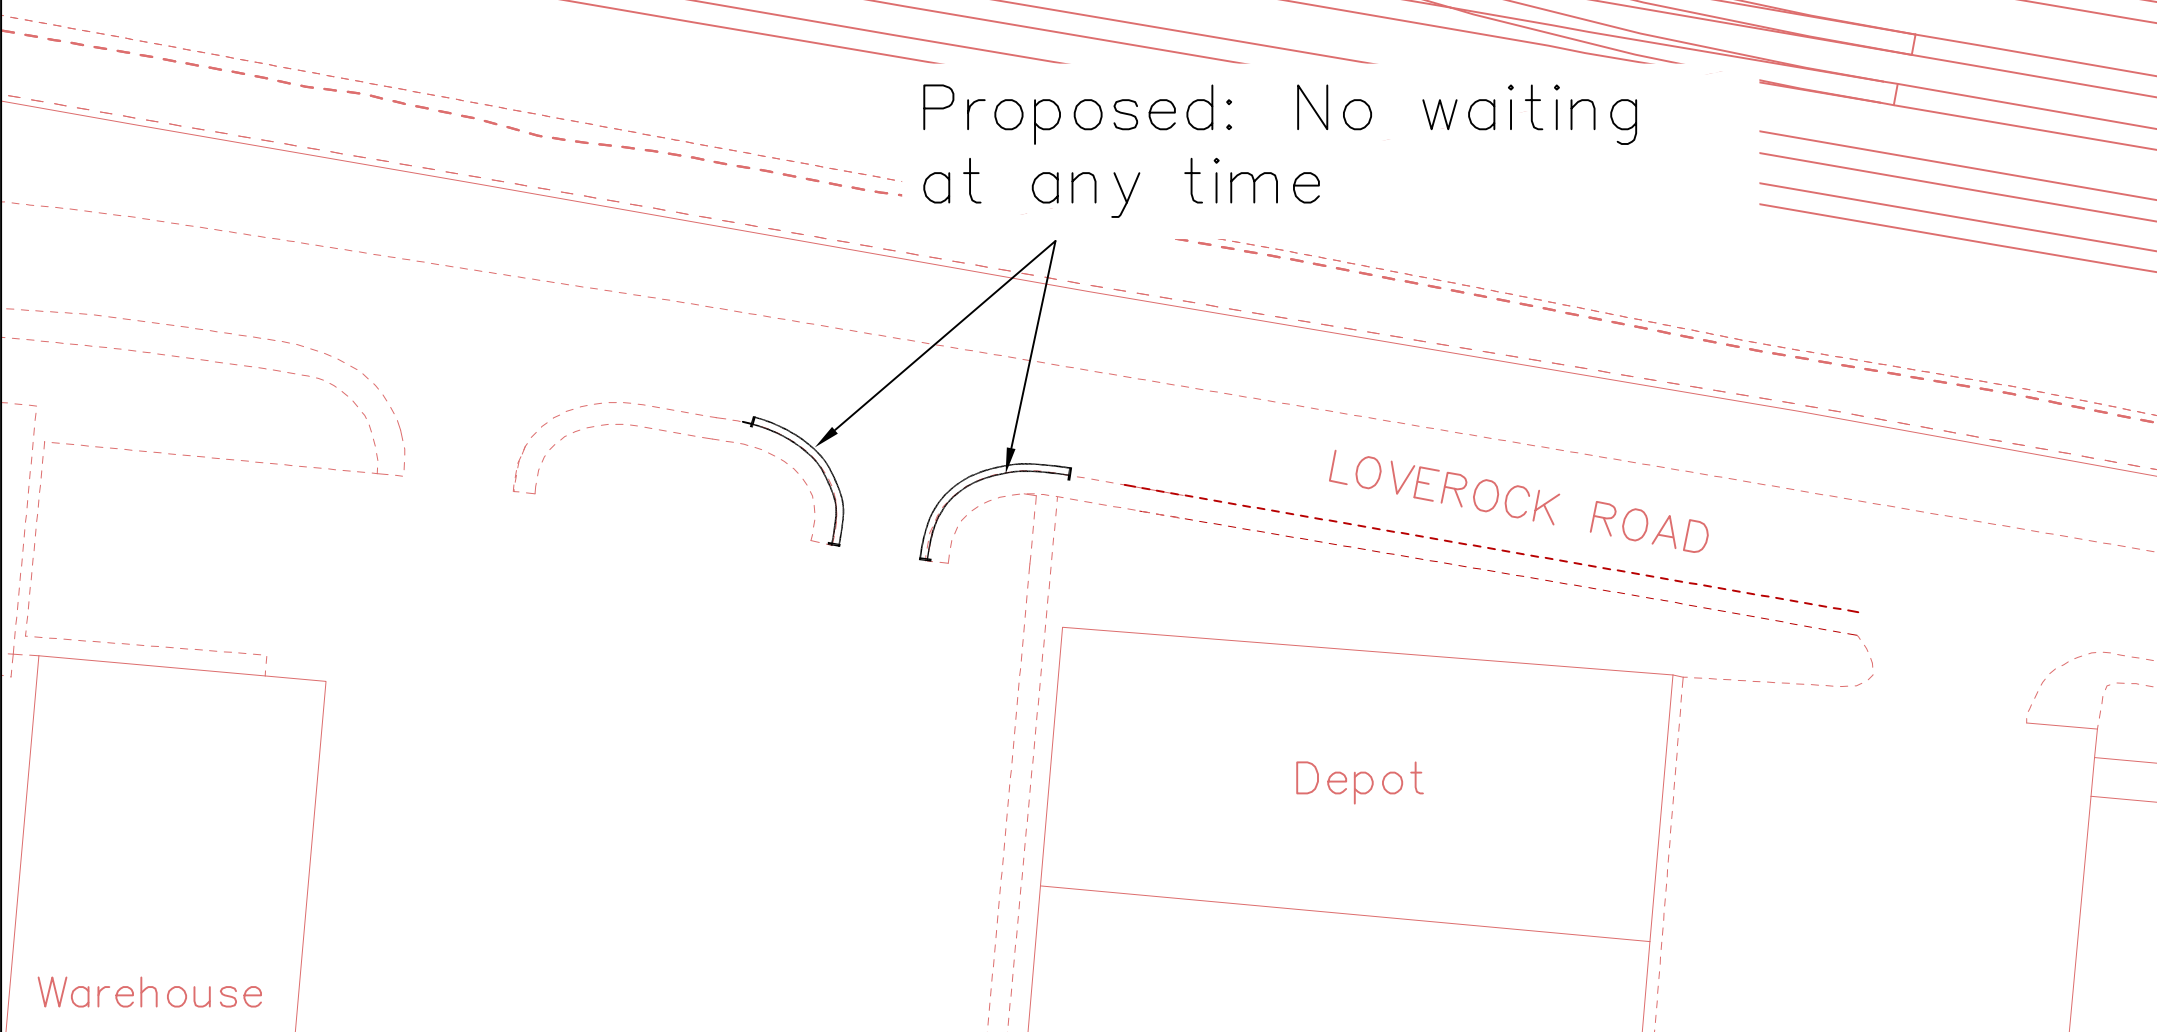 Proposed: No waiting
at any time
LOVEROCK ROAD
Depot
Warehouse